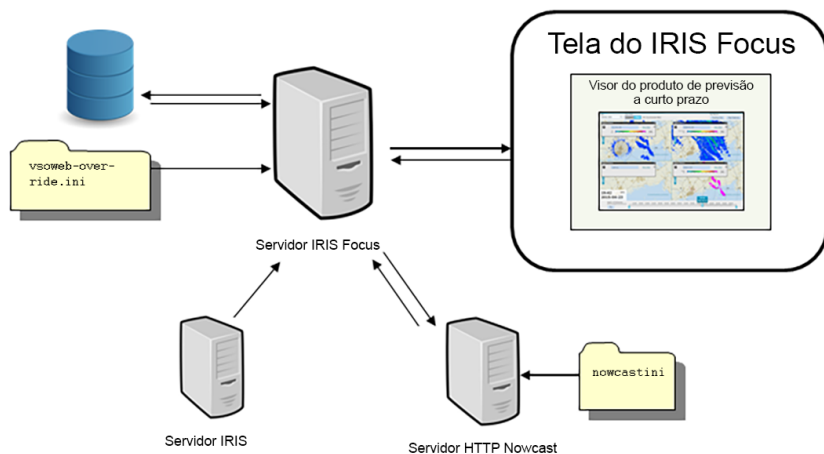 Tela do IRIS Focus
Visor do produto de previsão
a curto prazo
vsoweb-over-
ride.ini
Servidor IRIS Focus
nowcastini
Servidor IRIS
Servidor HTTP Nowcast